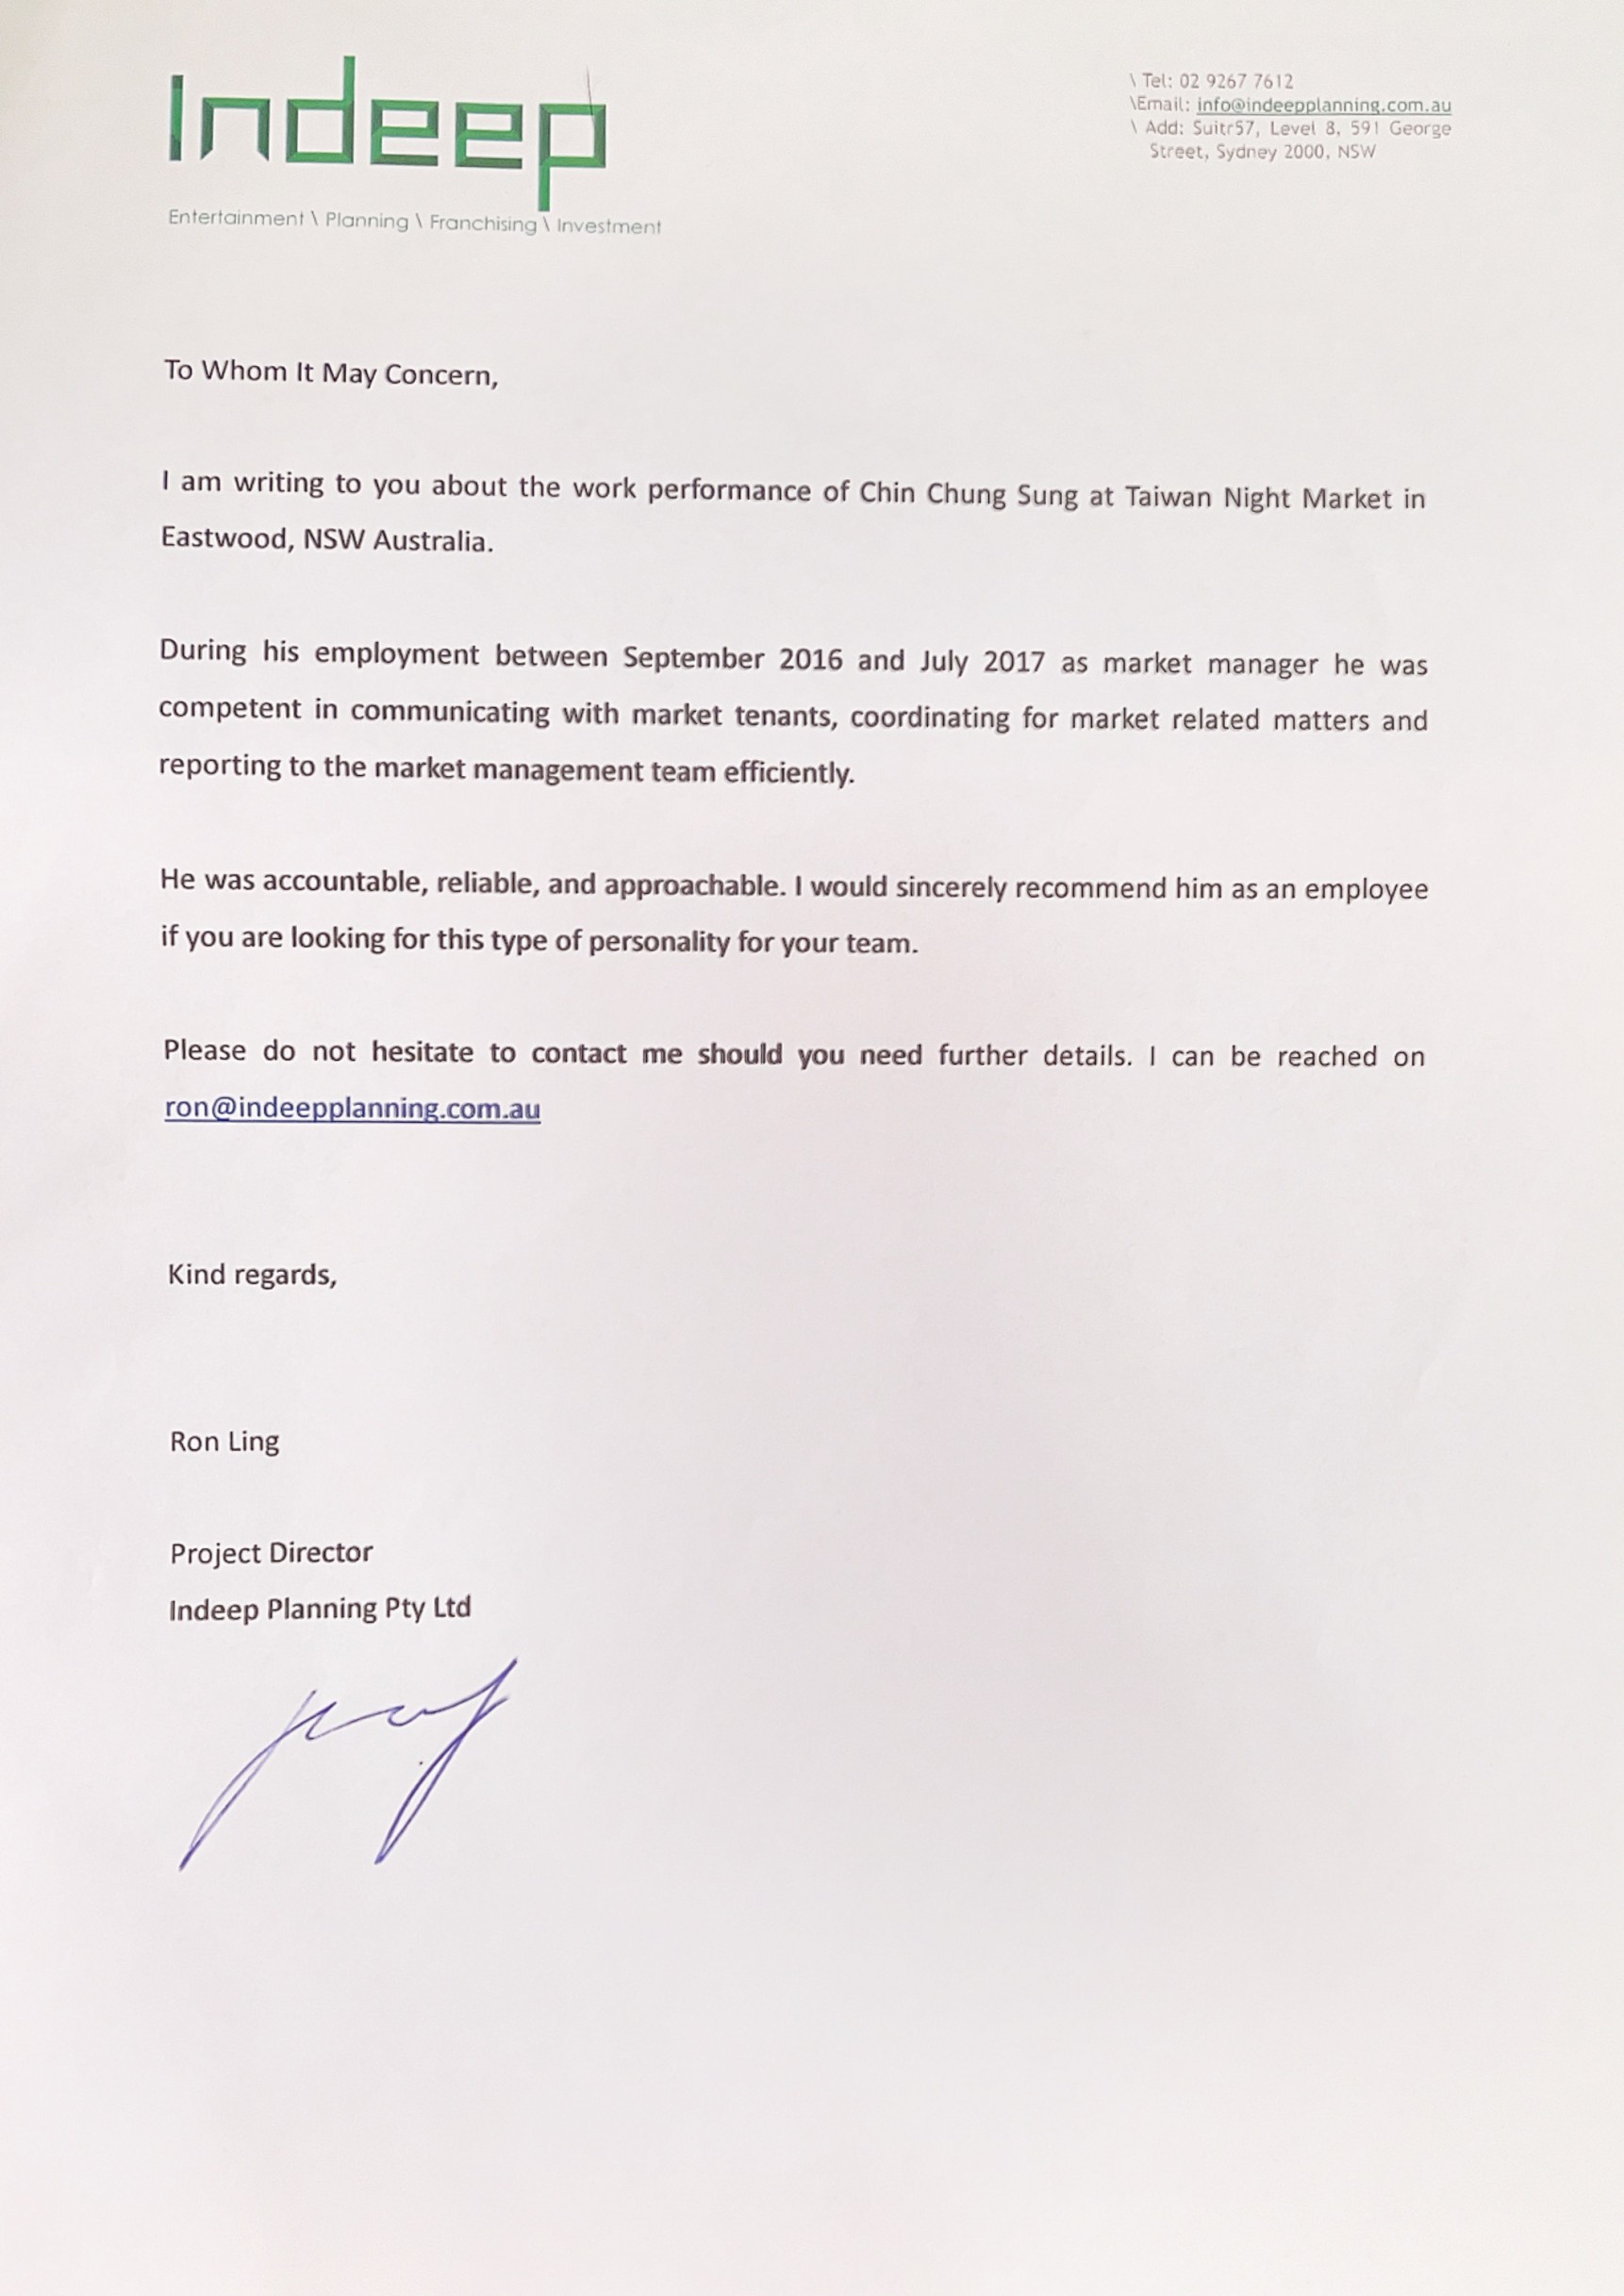 Indeep
Entertainment \ Planning \ Franchising \ Investment
\ Tel: 02 9267 7612
\Email: info@indeepplanning.com.au
\ Add: Suitr57, Level 8, 591 George
Street, Sydney 2000, NSW
To Whom It May Concern,
I am writing to you about the work performance of Chin Chung Sung at Taiwan Night Market in
Eastwood, NSW Australia.
During his employment between September 2016 and July 2017 as market manager he was
competent in communicating with market tenants, coordinating for market related matters and
reporting to the market management team efficiently.
He was accountable, reliable, and approachable. I would sincerely recommend him as an employee
if you are looking for this type of personality for your team.
Please do not hesitate to contact me should you need further details. I can be reached on
ron@indeepplanning.com.au
Kind regards,
Ron Ling
Project Director
Indeep Planning Pty Ltd